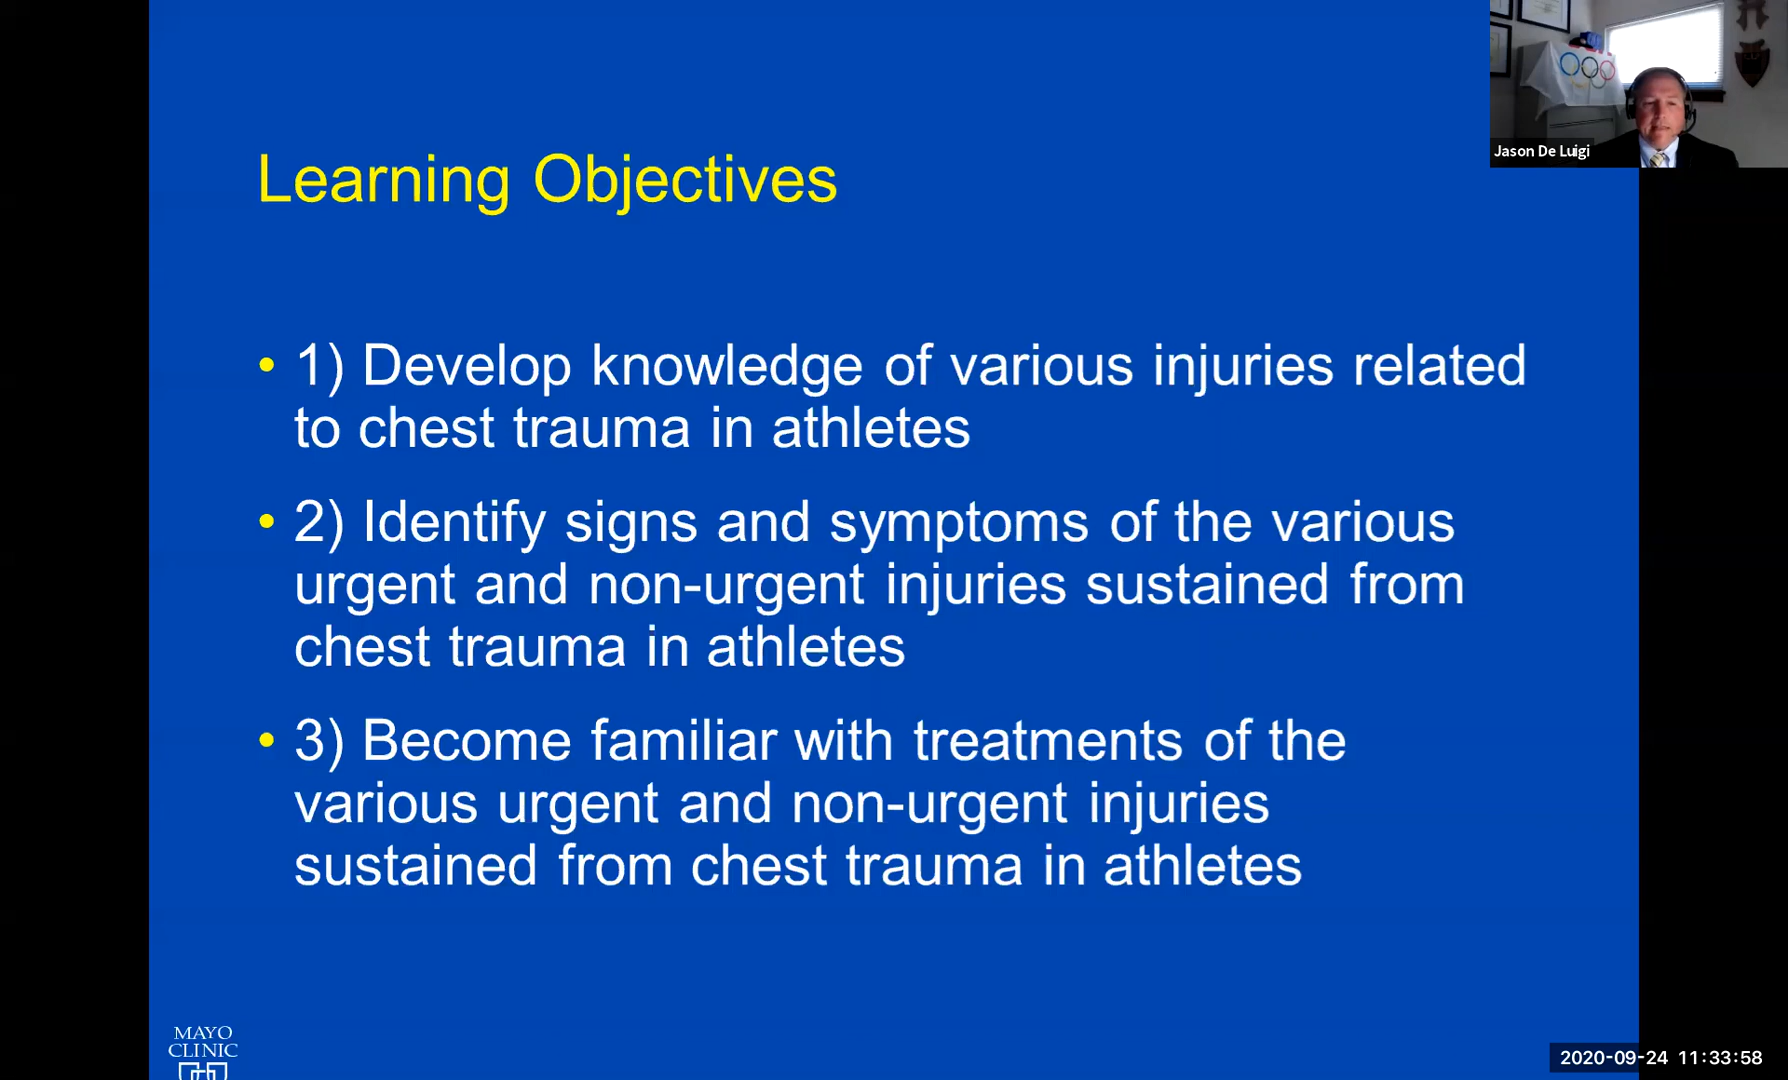 Learning Objectives
• 1) Develop knowledge of various injuries related
to chest trauma in athletes
• 2) Identify signs and symptoms of the various
urgent and non-urgent injuries sustained from
chest trauma in athletes
• 3) Become familiar with treatments of the
various urgent and non-urgent injuries
sustained from chest trauma in athletes
MAYO
CLINIC
Jason De Luigi
2020-09-24 11:33:58